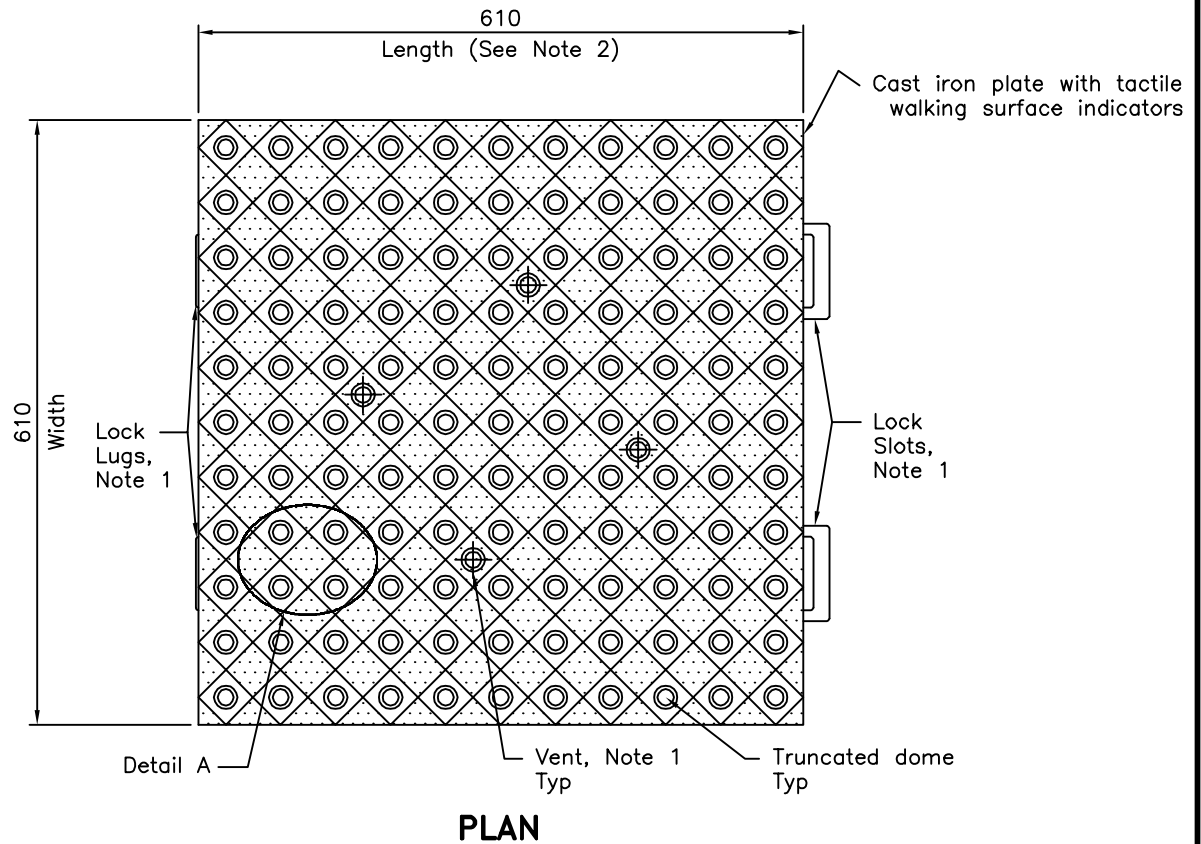 610
Length (See Note 2)
Cast iron plate with tactile
walking surface indicators
610
Width
Lock
Lugs,
Note 1
Lock
Slots,
Note 1
Detail A
Vent, Note 1
Typ
Truncated dome
Typ
PLAN